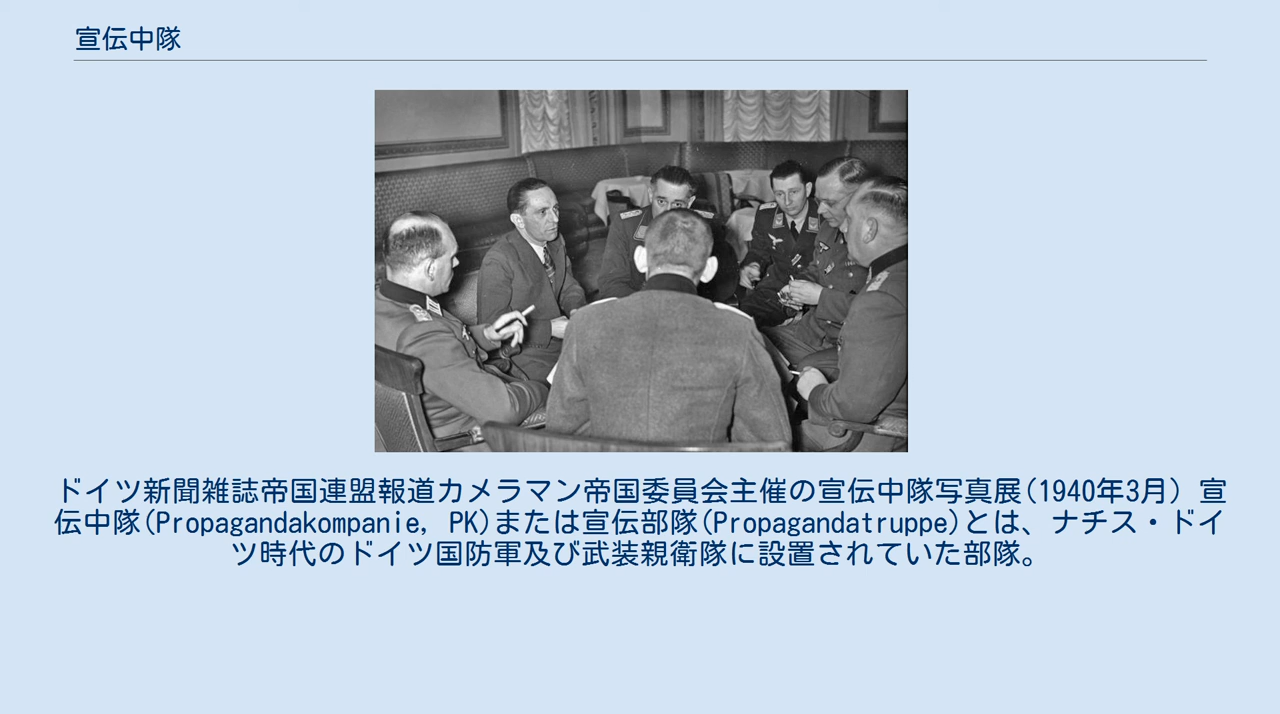 宣伝中隊
ドイツ新聞雑誌帝国連盟報道カメラマン帝国委員会主催の宣伝中隊写真展(1940年3月) 宣
伝中隊(Propagandakompanie, PK)または宣伝部隊(Propagandatruppe)とは、ナチス・ドイ
ツ時代のドイツ国防軍及び武装親衛隊に設置されていた部隊。